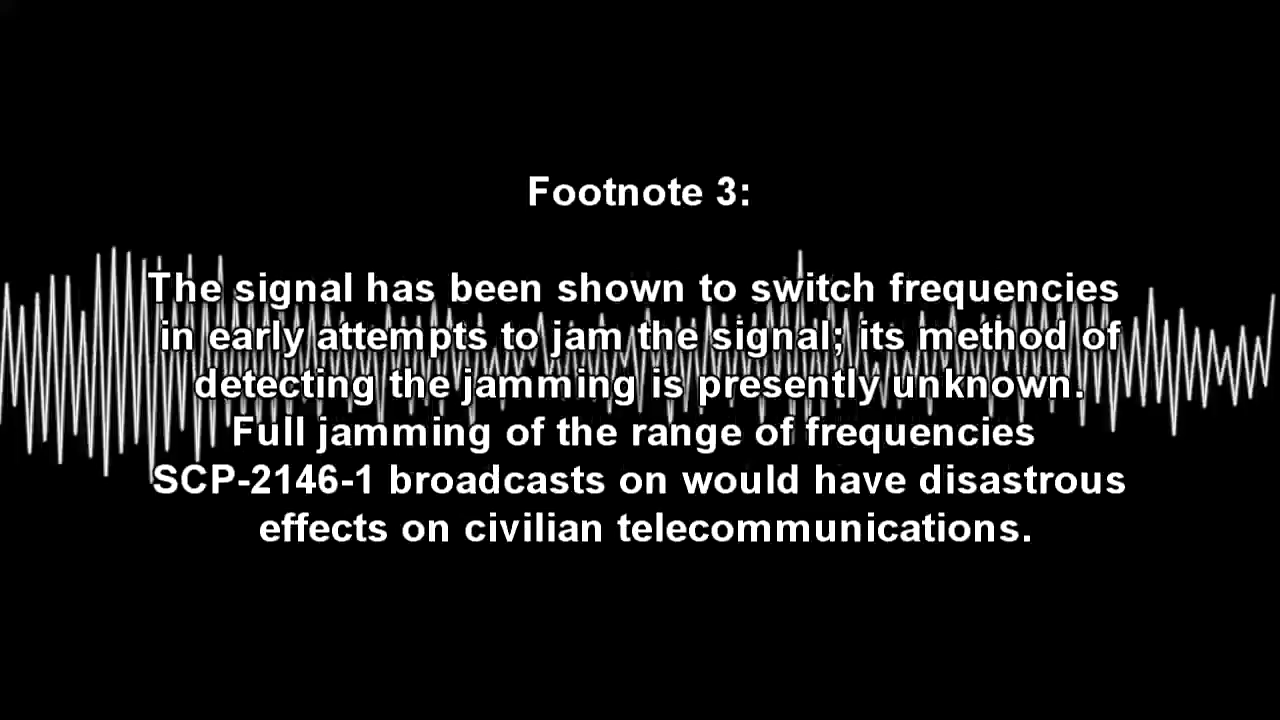 Footnote 3:
The signal has been shown to switch frequencies
in early attempts to jam the signal; its method of
detecting the jamming is presently unknown.
Full jamming of the range of frequencies
SCP-2146-1 broadcasts on would have disastrous
effects on civilian telecommunications.